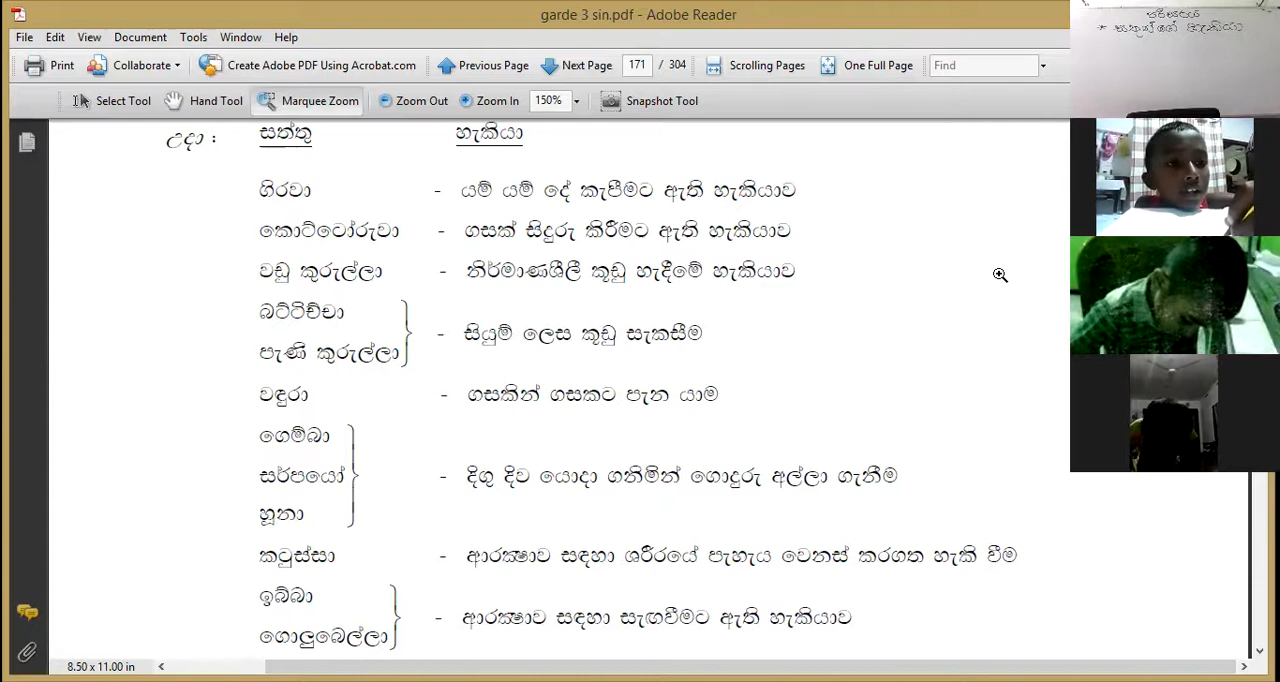 garde 3 sin.pdf - Adobe Reader
File Edit View Document Tools Window Help
Print Collaborate Create Adobe PDF Using Acrobat.com Previous Page Next Page 171 / 304 Scrolling Pages One Full Page Find
Select Tool Hand Tool Marquee Zoom Zoom Out Zoom In 150% Snapshot Tool
පරිසරය
* සතුන්ගේ හැකියා
උදා : සත්තු හැකියා
ගිරවා - යම් යම් දේ කැපීමට ඇති හැකියාව
කොට්ටෝරුවා - ගසක් සිදුරු කිරීමට ඇති හැකියාව
වඩු කුරුල්ලා - නිර්මාණශීලී කූඩු හැදීමේ හැකියාව
බට්ටිච්චා
පැණි කුරුල්ලා - සියුම් ලෙස කූඩු සැකසීම
වඳුරා - ගසකින් ගසකට පැන යාම
ගෙම්බා
සර්පයෝ - දිගු දිව යොදා ගනිමින් ගොදුරු අල්ලා ගැනීම
හූනා
කටුස්සා - ආරක්‍ෂාව සඳහා ශරීරයේ පැහැය වෙනස් කරගත හැකි වීම
ඉබ්බා
ගොලුබෙල්ලා - ආරක්‍ෂාව සඳහා සැඟවීමට ඇති හැකියාව
8.50 x 11.00 in